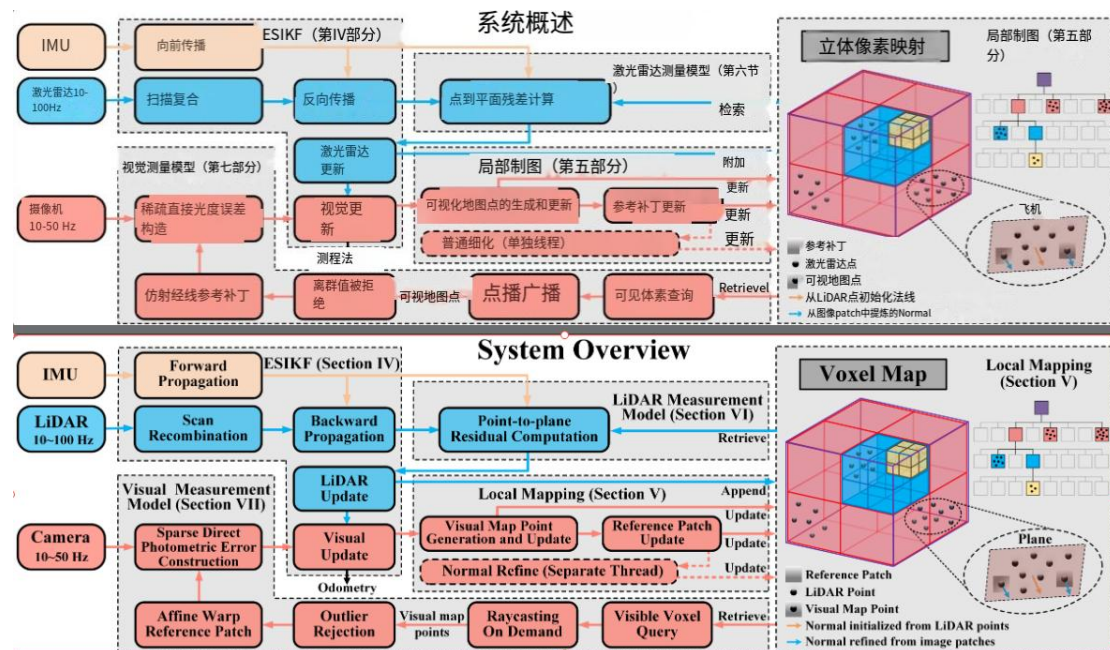 系统概述
IMU
向前传播
ESIKF（第IV部分）
激光雷达10-
100Hz
扫描复合
反向传播
点到平面残差计算
激光雷达测量模型（第六节
）
检索
激光雷达
更新
视觉测量模型（第七部分）
局部制图（第五部分）
附加
更新
摄像机
10-50 Hz
稀疏直接光度误差
构造
视觉更
新
可视化地图点的生成和更新
参考补丁更新
更新
普通细化（单独线程）
更新
测程法
仿射经线参考补丁
离群值被拒
绝
可视地图点
点播广播
可见体素查询
Retrievel
立体像素映射
局部制图（第五部
分）
飞机
参考补丁
激光雷达点
可视地图点
从LiDAR点初始化法线
从图像patch中提炼的Normal
System Overview
IMU
Forward
Propagation
ESIKF (Section IV)
LiDAR
10~100 Hz
Scan
Recombination
Backward
Propagation
Point-to-plane
Residual Computation
LiDAR Measurement
Model (Section VI)
Retrieve
LiDAR
Update
Visual Measurement
Model (Section VII)
Local Mapping (Section V)
Append
Update
Camera
10~50 Hz
Sparse Direct
Photometric Error
Construction
Visual
Update
Visual Map Point
Generation and Update
Reference Patch
Update
Update
Normal Refine (Separate Thread)
Update
Odometry
Affine Warp
Reference Patch
Outlier
Rejection
Visual map
points
Raycasting
On Demand
Visible Voxel
Query
Retrieve
Voxel Map
Local Mapping
(Section V)
Plane
Reference Patch
LiDAR Point
Visual Map Point
Normal initialized from LiDAR points
Normal refined from image patches